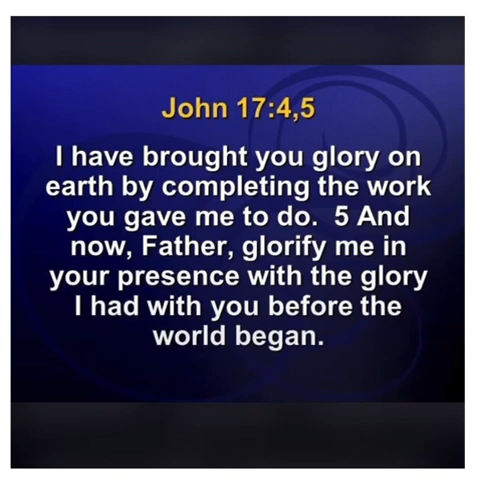 John 17:4,5
I have brought you glory on
earth by completing the work
you gave me to do.  5 And
now, Father, glorify me in
your presence with the glory
I had with you before the
world began.